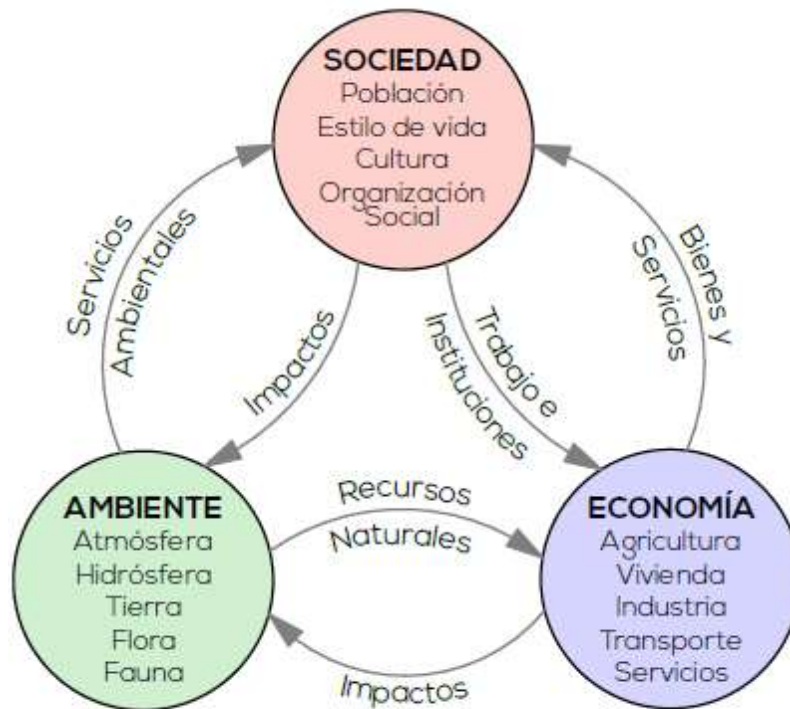 SOCIEDAD
Población
Estilo de vida
Cultura
Organización
Social
Servicios
Ambientales
Impactos
Trabajo e
Instituciones
Bienes y
Servicios
AMBIENTE
Atmósfera
Hidrósfera
Tierra
Flora
Fauna
Recursos
Naturales
Impactos
ECONOMÍA
Agricultura
Vivienda
Industria
Transporte
Servicios